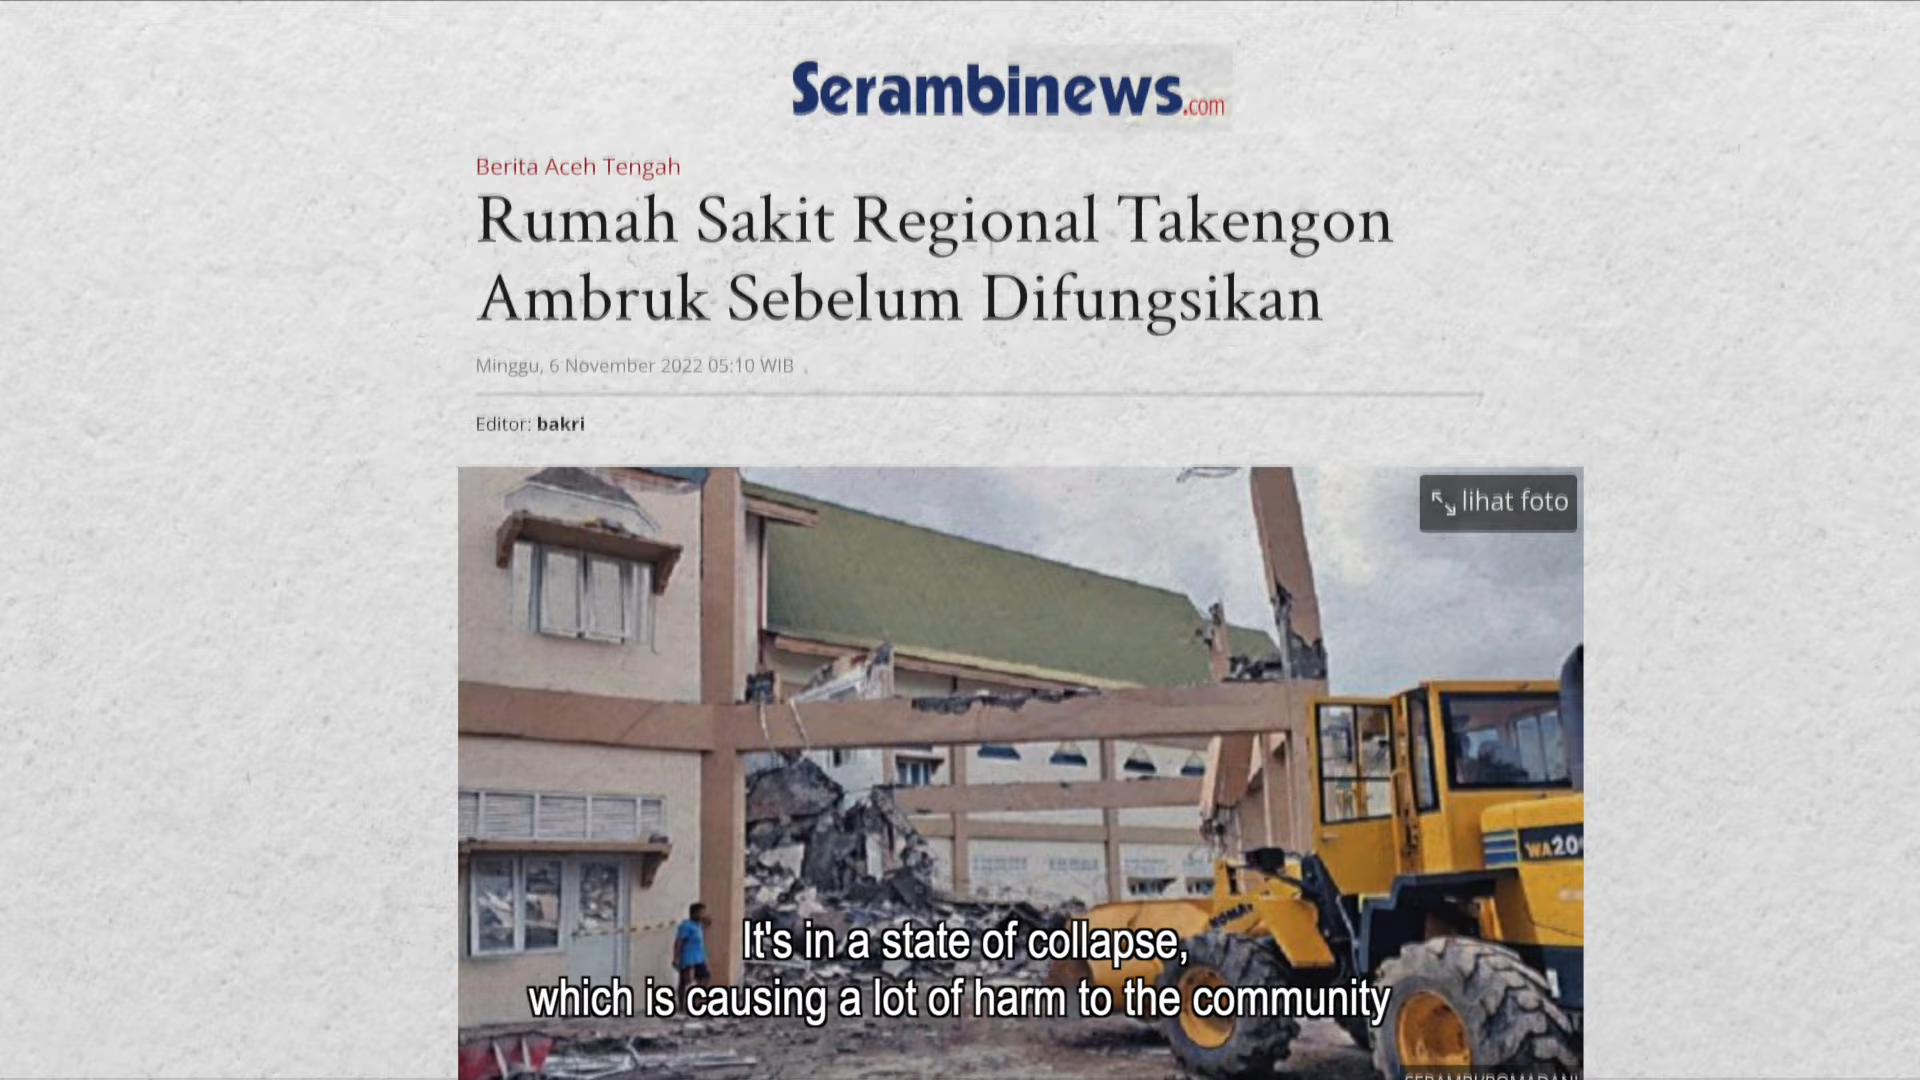 Serambinews.com
Berita Aceh Tengah
Rumah Sakit Regional Takengon
Ambruk Sebelum Difungsikan
Minggu, 6 November 2022 05:10 WIB
Editor: bakri
lihat foto
WA20
It's in a state of collapse,
which is causing a lot of harm to the community